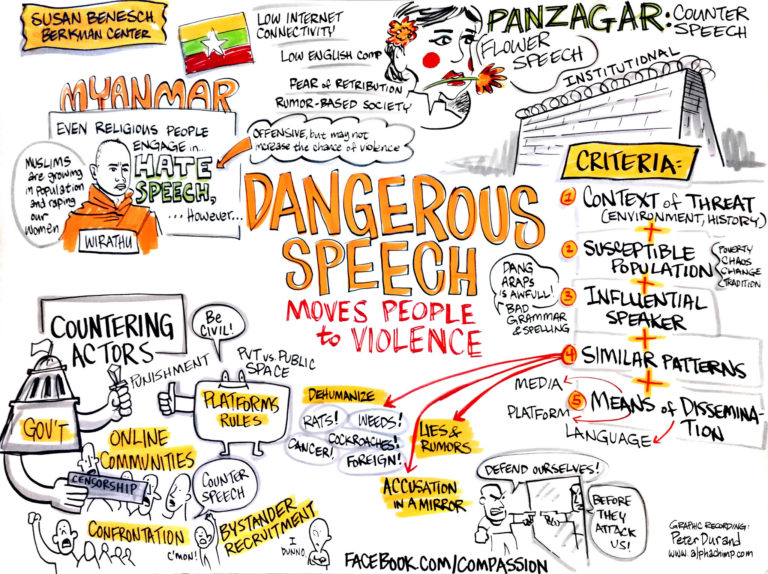 SUSAN BENESCH
BERKMAN CENTER
LOW INTERNET
CONNECTIVITY
LOW ENGLISH COMP
FEAR OF RETRIBUTION
RUMOR-BASED SOCIETY
PANZAGAR: COUNTER
SPEECH
FLOWER
SPEECH
INSTITUTIONAL
MYANMAR
EVEN RELIGIOUS PEOPLE
ENGAGE in...
HATE
SPEECH,
... However...
MUSLIMS
are growing
in population
and raping
our
women
WIRATHU
OFFENSIVE, but may not
increase the chance of violence
DANGEROUS
SPEECH
MOVES PEOPLE
to VIOLENCE
CRITERIA:
1 CONTEXT of THREAT
(ENVIRONMENT, HISTORY)
+
2 SUSCEPTIBLE
POPULATION
POVERTY
CHAOS
CHANGE
TRADITION
+
3 INFLUENTIAL
SPEAKER
DANG
ARAPS
IS AWFULL!
BAD
GRAMMAR
& SPELLING
+
4 SIMILAR PATTERNS
+
5 MEANS of DISSEMINA-
TION
MEDIA
PLATFORM
LANGUAGE
COUNTERING
ACTORS
Be
Civil!
PUNISHMENT
PVT vs. PUBLIC
SPACE
GOV'T
PLATFORMS
RULES
ONLINE
COMMUNITIES
CENSORSHIP
COUNTER
SPEECH
CONFRONTATION
C'mon!
BYSTANDER
RECRUITMENT
I
DUNNO.
DEHUMANIZE
RATS!
WEEDS!
CANCER!
COCKROACHES!
FOREIGN!
LIES &
RUMORS
ACCUSATION
IN A MIRROR
DEFEND OURSELVES!
BEFORE
THEY
ATTACK
US!
FACEBOOK.COM/COMPASSION
GRAPHIC RECORDING:
Peter Durand
www.alphachimp.com